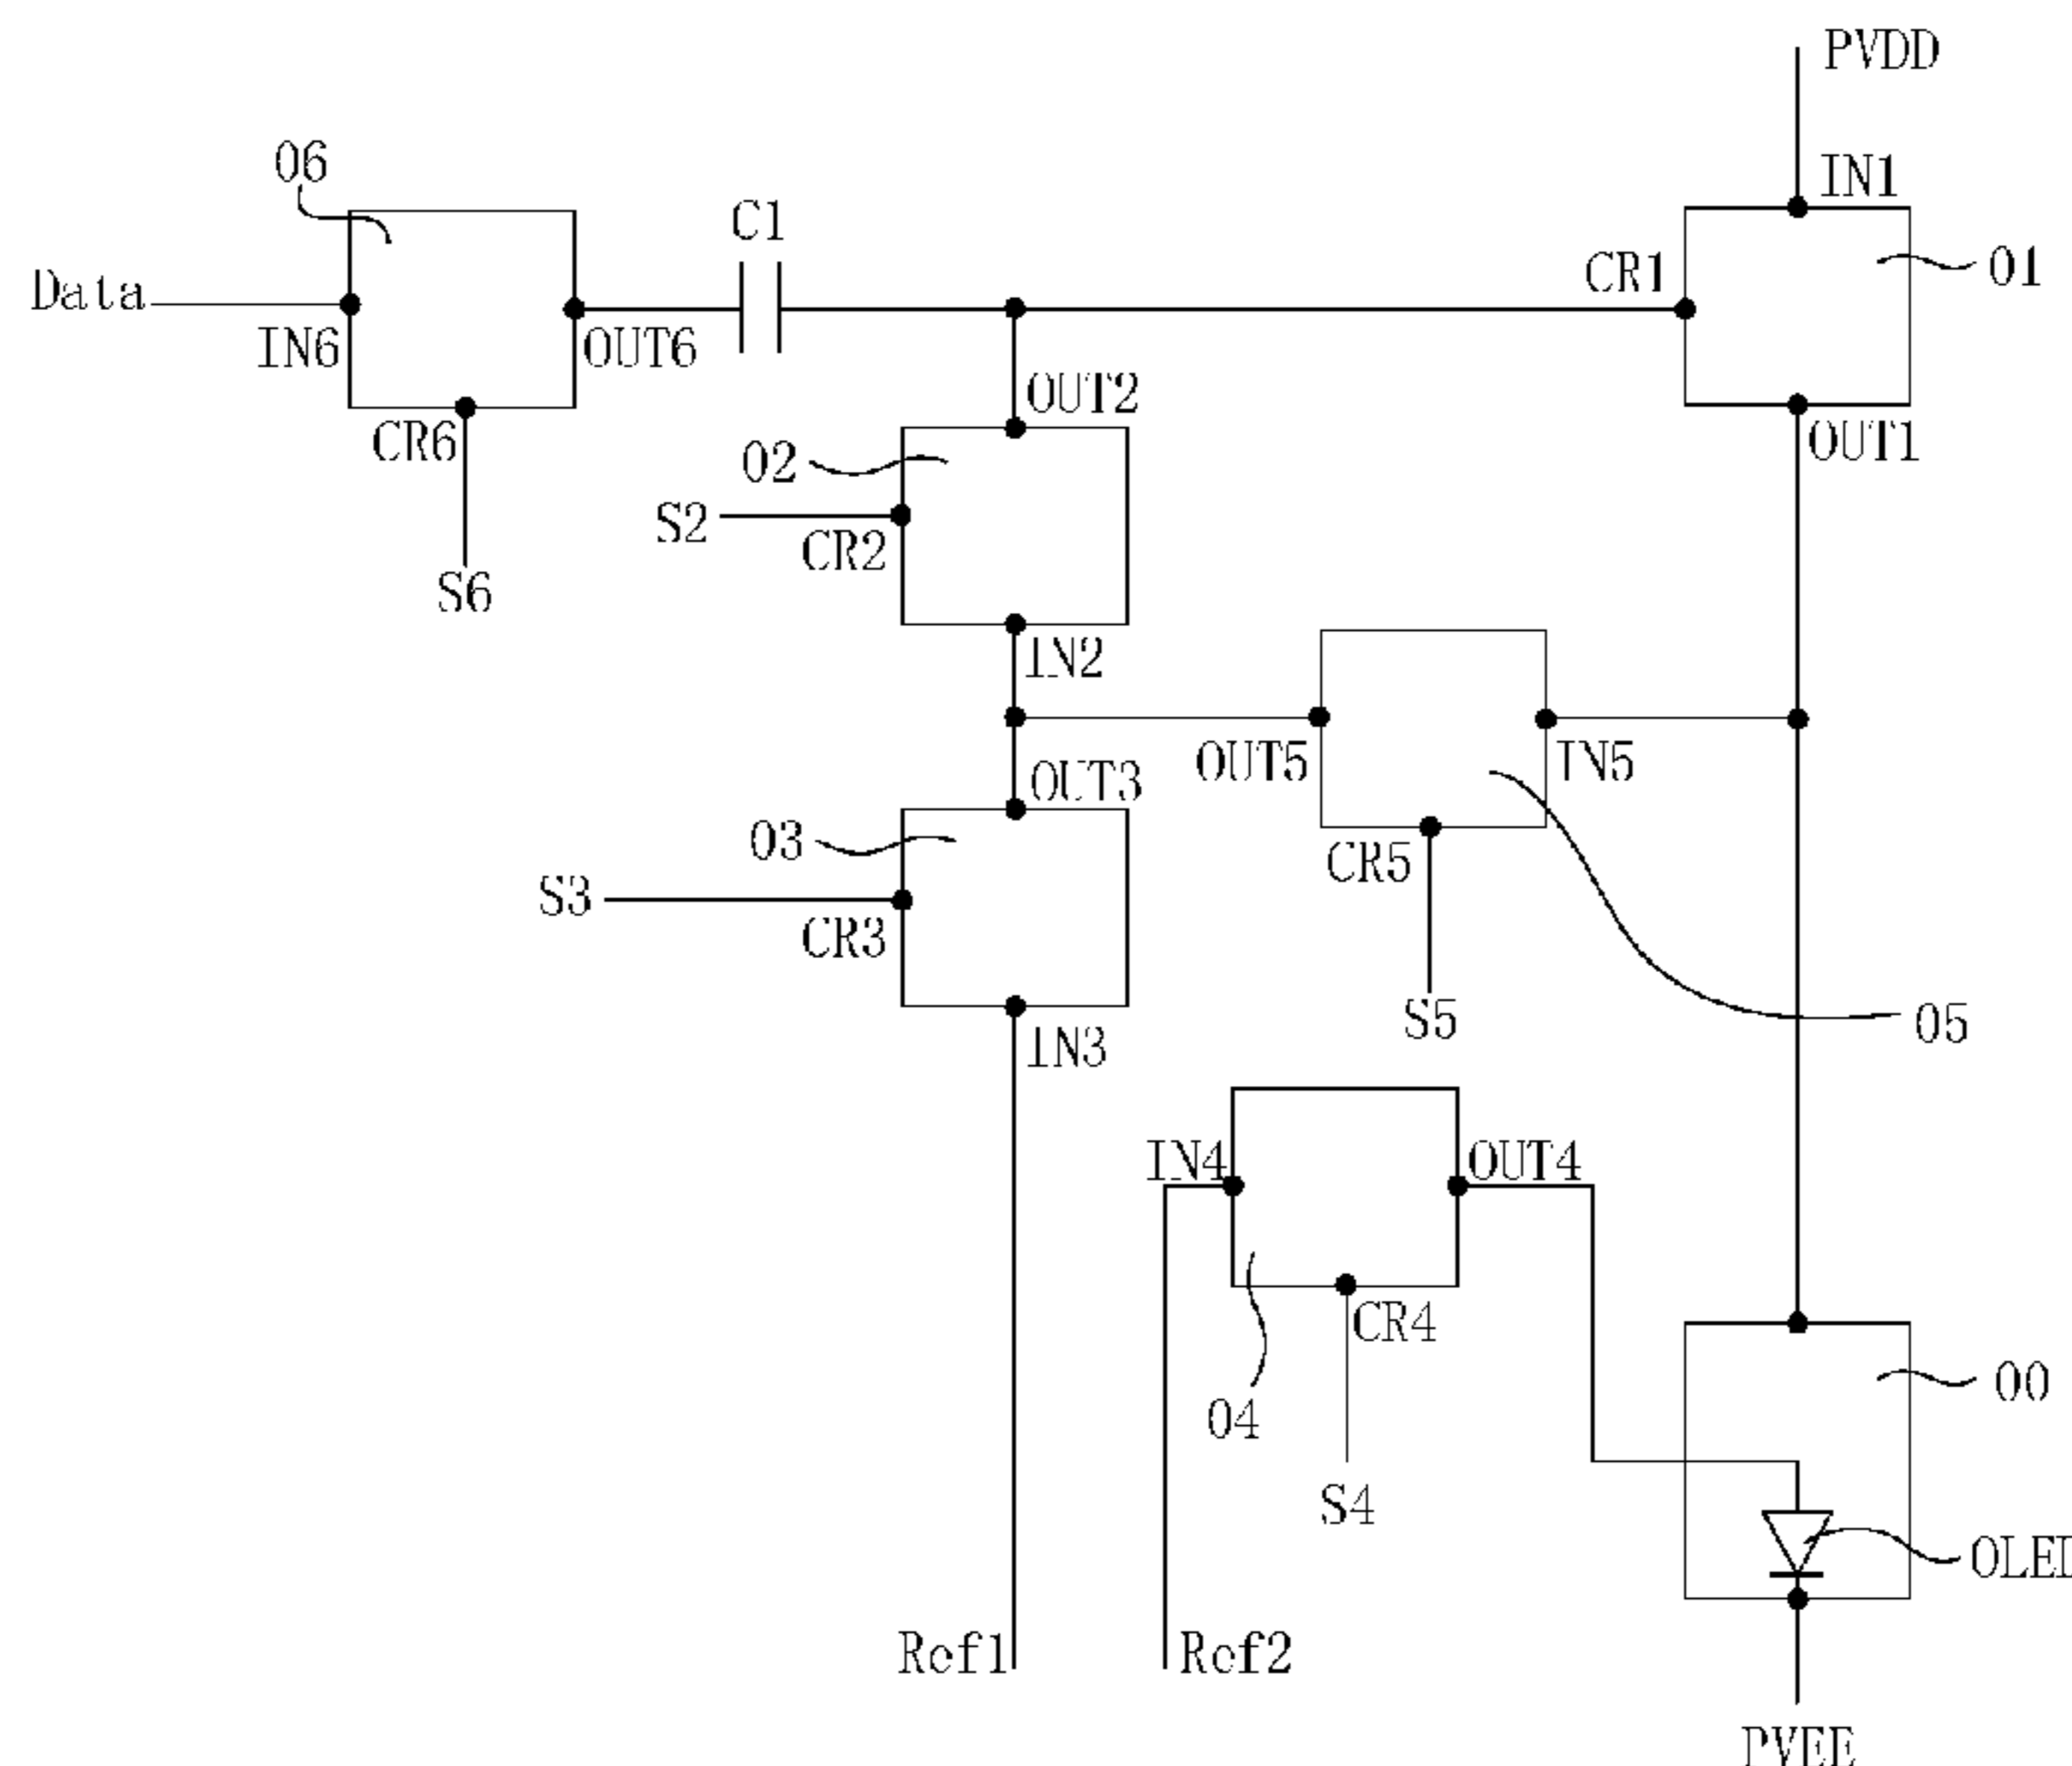 PVDD
06
IN1
C1
Data
CR1
01
IN6
OUT6
OUT2
CR6
OUT1
02
S2
CR2
S6
IN2
OUT5
IN5
OUT3
03
CR5
S3
CR3
S5
05
IN3
IN4
OUT4
CR4
00
04
S4
OLED
Ref1
Ref2
PVEE